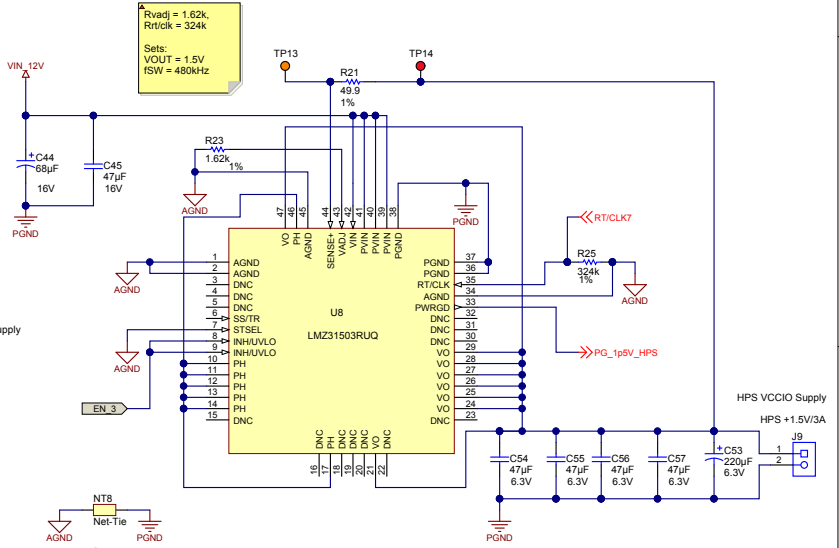 Rvadj = 1.62k,
Rrt/clk = 324k
Sets:
VOUT = 1.5V
fSW = 480kHz
VIN_12V
TP13
TP14
R21
49.9
1%
C44
68µF
16V
C45
47µF
16V
PGND
R23
1.62k
1%
AGND
47 46 45 44 43 42 41 40 39 38
VO PH AGND SENSE+ VADJ VIN PVIN PVIN PVIN PGND
PGND
RT/CLK7
R25
324k
1%
AGND
1 AGND
2 AGND
3 DNC
4 DNC
5 DNC
6 SS/TR
7 STSEL
8 INH/UVLO
9 INH/UVLO
10 PH
11 PH
12 PH
13 PH
14 PH
15 DNC
AGND
AGND
upply
EN_3
U8
LMZ31503RUQ
PGND 37
PGND 36
RT/CLK 35
AGND 34
PWRGD 33
DNC 32
DNC 31
DNC 30
VO 29
VO 28
VO 27
VO 26
VO 25
VO 24
DNC 23
PG_1p5V_HPS
DNC PH DNC DNC DNC VO DNC
16 17 18 19 20 21 22
HPS VCCIO Supply
HPS +1.5V/3A
J9
1
2
C54
47µF
6.3V
C55
47µF
6.3V
C56
47µF
6.3V
C57
47µF
6.3V
C53
220µF
6.3V
PGND
NT8
Net-Tie
AGND
PGND